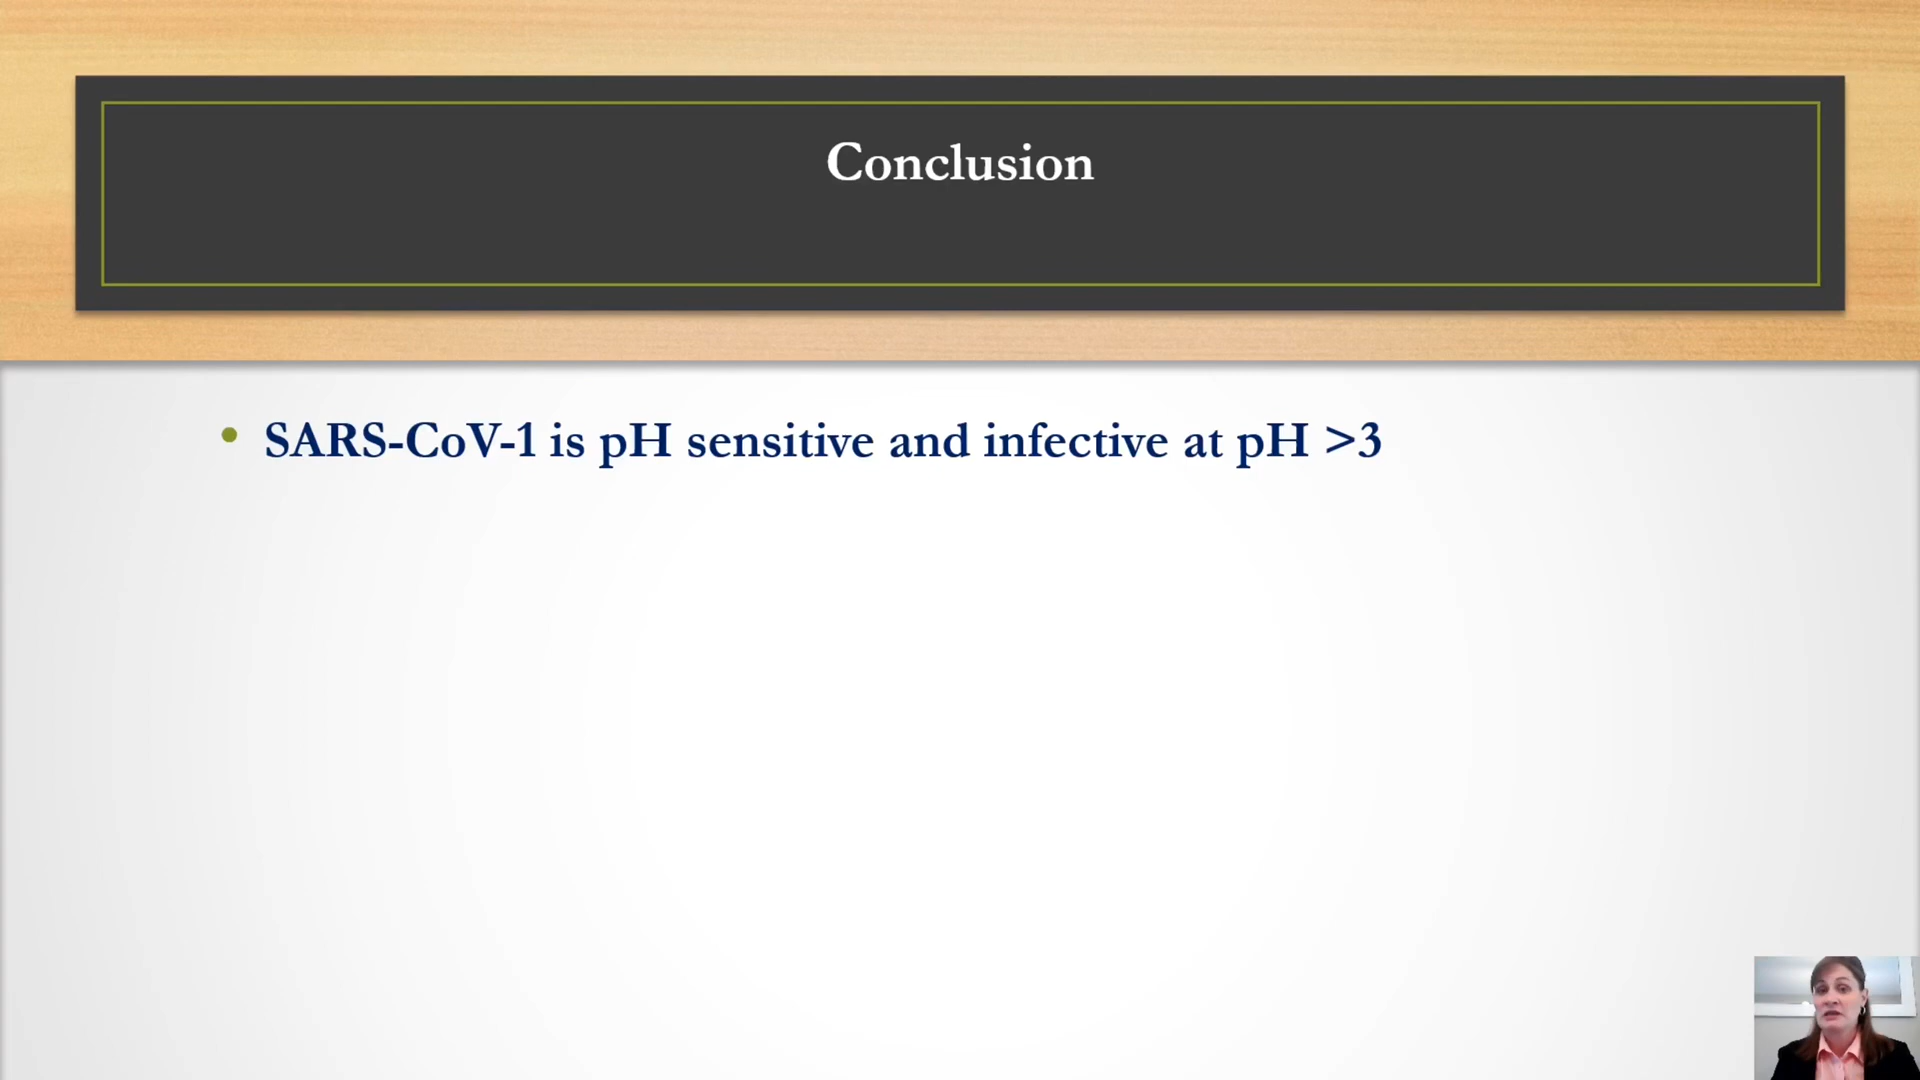 Conclusion
• SARS-CoV-1 is pH sensitive and infective at pH >3